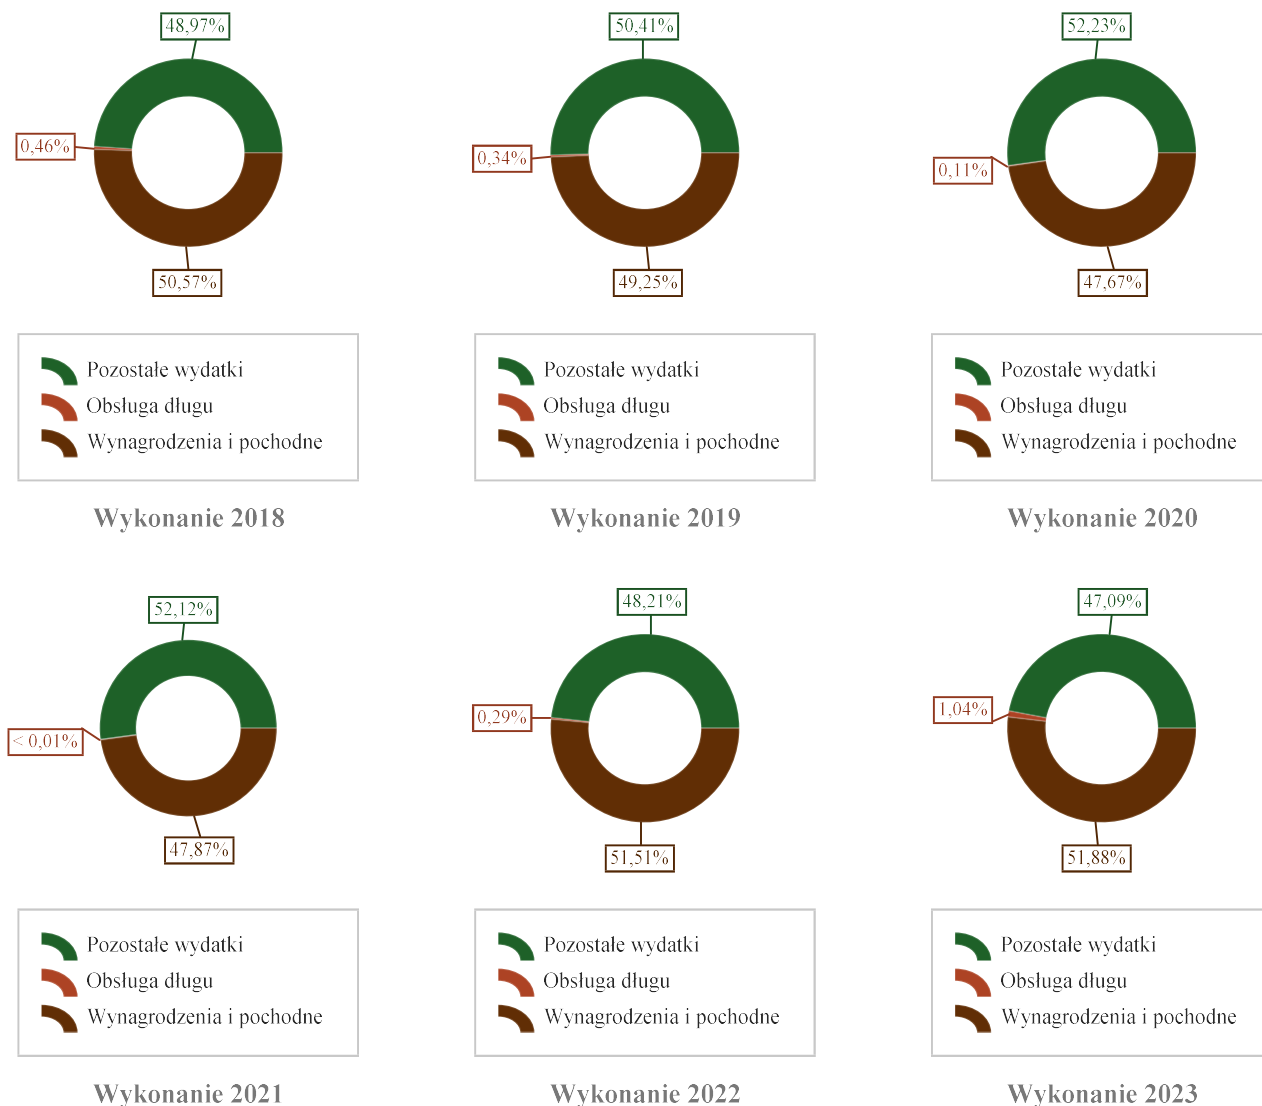 48,97%
0,46%
50,57%
Pozostałe wydatki
Obsługa długu
Wynagrodzenia i pochodne
Wykonanie 2018
50,41%
0,34%
49,25%
Pozostałe wydatki
Obsługa długu
Wynagrodzenia i pochodne
Wykonanie 2019
52,23%
0,11%
47,67%
Pozostałe wydatki
Obsługa długu
Wynagrodzenia i pochodne
Wykonanie 2020
52,12%
< 0,01%
47,87%
Pozostałe wydatki
Obsługa długu
Wynagrodzenia i pochodne
Wykonanie 2021
48,21%
0,29%
51,51%
Pozostałe wydatki
Obsługa długu
Wynagrodzenia i pochodne
Wykonanie 2022
47,09%
1,04%
51,88%
Pozostałe wydatki
Obsługa długu
Wynagrodzenia i pochodne
Wykonanie 2023